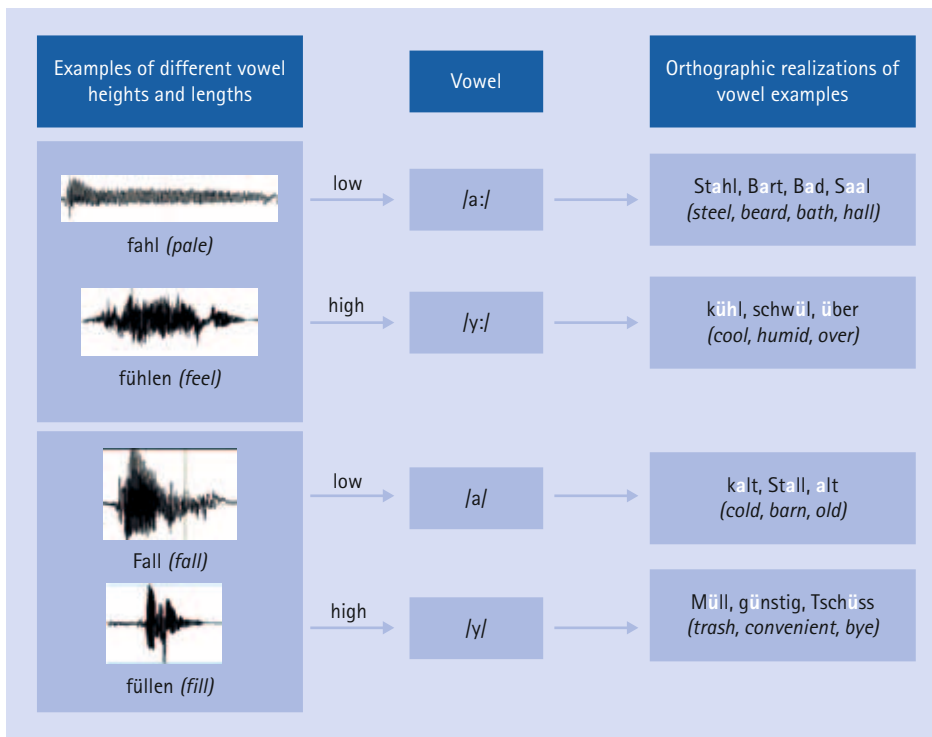 Examples of different vowel
heights and lengths
Vowel
Orthographic realizations of
vowel examples
fahl (pale)
low
/a:/
Stahl, Bart, Bad, Saal
(steel, beard, bath, hall)
fühlen (feel)
high
/y:/
kühl, schwül, über
(cool, humid, over)
Fall (fall)
low
/a/
kalt, Stall, alt
(cold, barn, old)
füllen (fill)
high
/y/
Müll, günstig, Tschüss
(trash, convenient, bye)